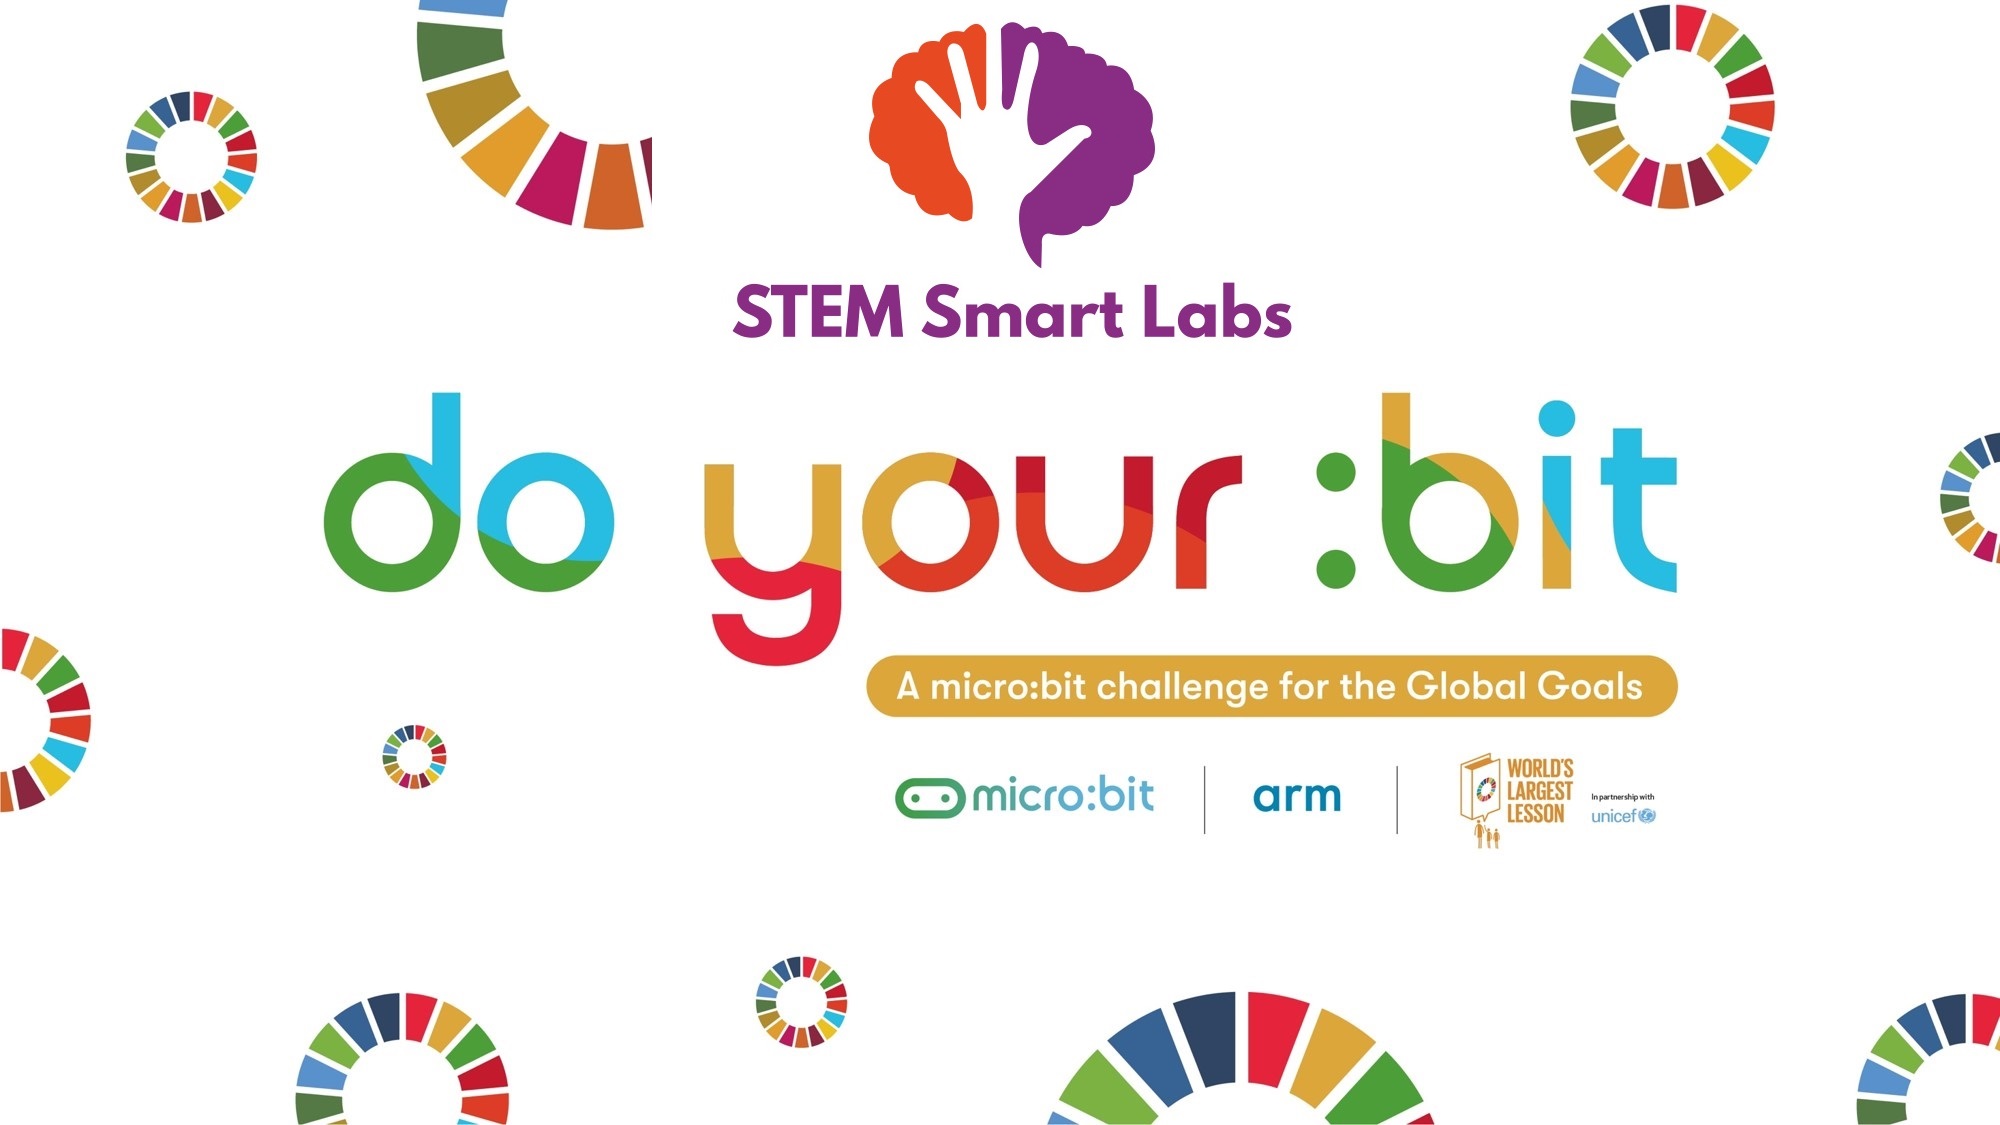 STEM Smart Labs
do your :bit
A micro:bit challenge for the Global Goals
micro:bit
arm
WORLD'S
LARGEST
LESSON
In partnership with
unicef